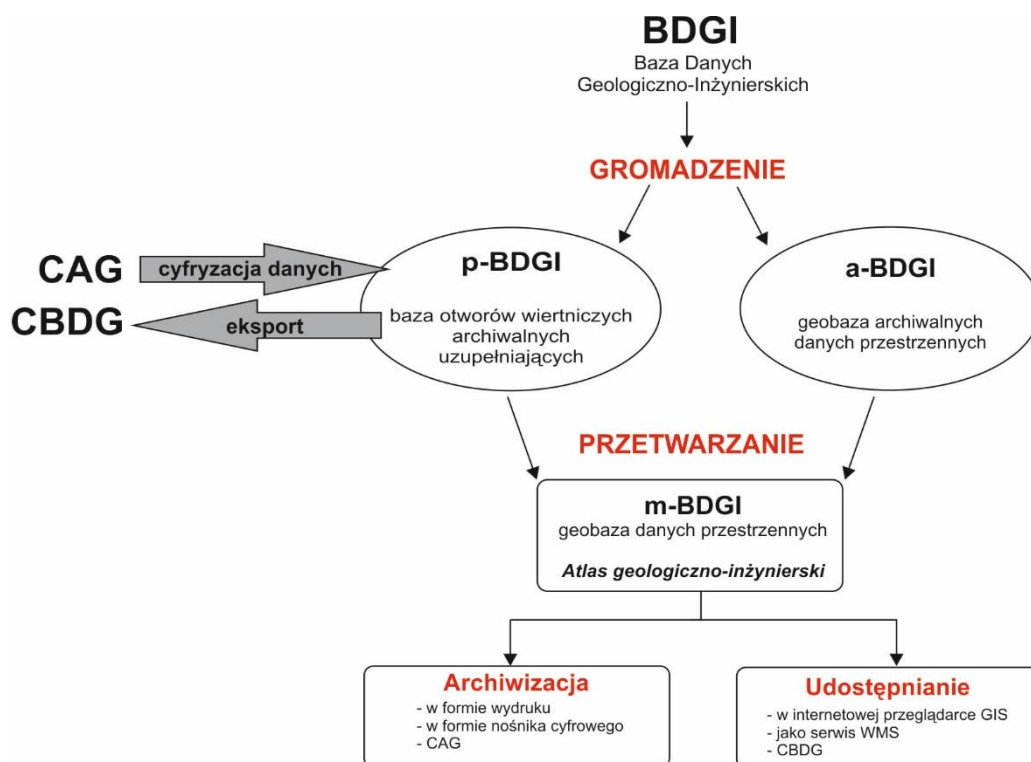 BDGI
Baza Danych
Geologiczno-Inżynierskich
GROMADZENIE
CAG
cyfryzacja danych
CBDG
eksport
p-BDGI
baza otworów wiertniczych
archiwalnych
uzupełniających
a-BDGI
geobaza archiwalnych
danych przestrzennych
PRZETWARZANIE
m-BDGI
geobaza danych przestrzennych
Atlas geologiczno-inżynierski
Archiwizacja
- w formie wydruku
- w formie nośnika cyfrowego
- CAG
Udostępnianie
- w internetowej przeglądarce GIS
- jako serwis WMS
- CBDG